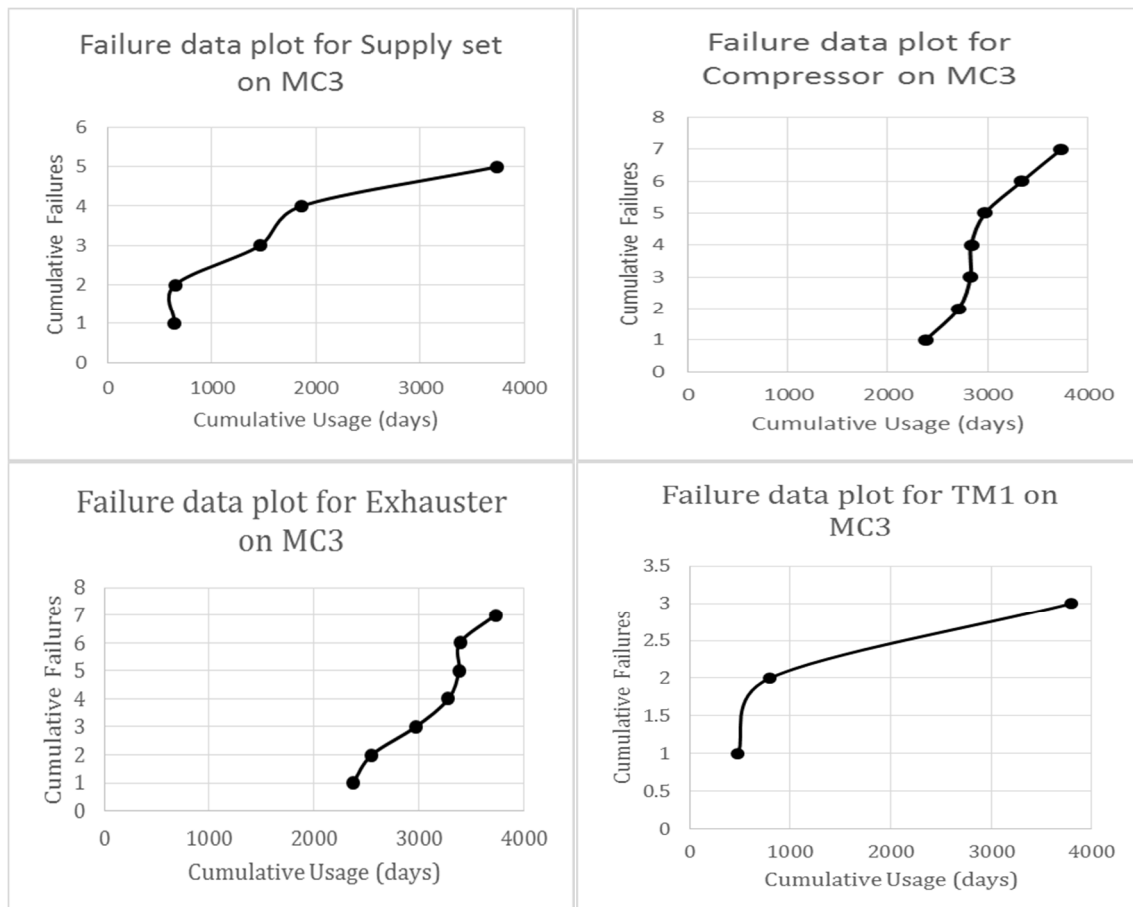 Failure data plot for Supply set
on MC3
6
5
4
3
2
1
0
0 1000 2000 3000 4000
Cumulative Failures
Cumulative Usage (days)
Failure data plot for
Compressor on MC3
8
7
6
5
4
3
2
1
0
0 1000 2000 3000 4000
Cumulative Failures
Cumulative Usage (days)
Failure data plot for Exhauster
on MC3
8
7
6
5
4
3
2
1
0
0 1000 2000 3000 4000
Cumulative Failures
Cumulative Usage (days)
Failure data plot for TM1 on
MC3
3.5
3
2.5
2
1.5
1
0.5
0
0 1000 2000 3000 4000
Cumulative Failures
Cumulative Usage (days)